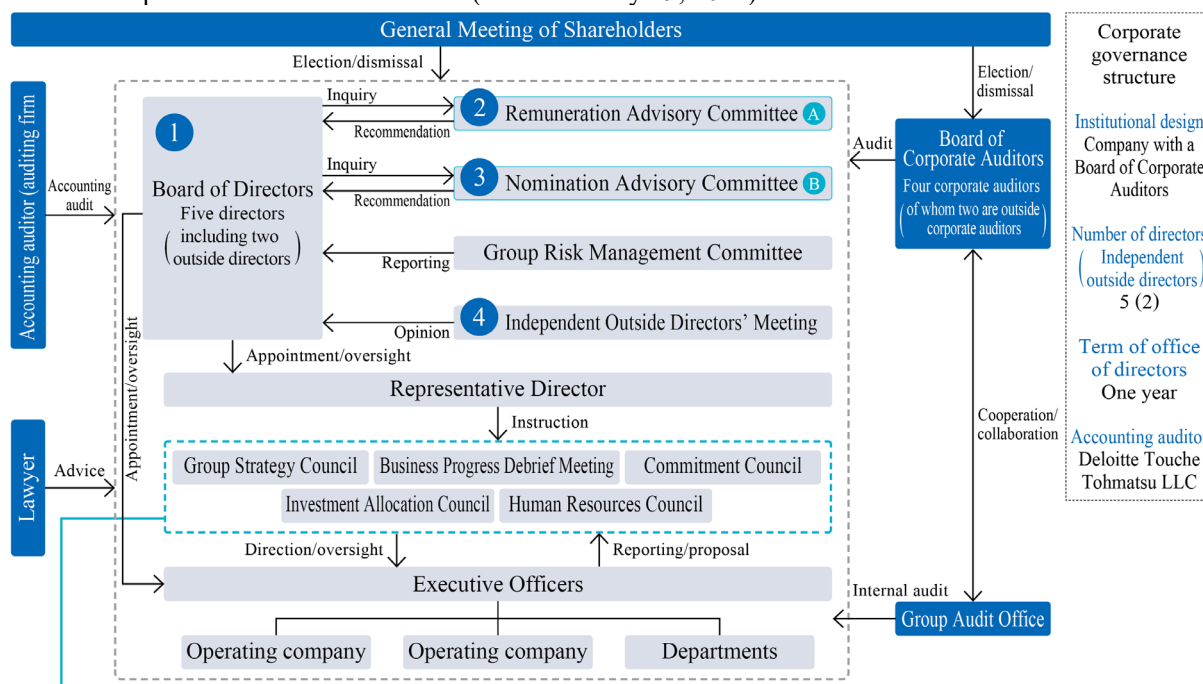 General Meeting of Shareholders
Election/dismissal
Election/
dismissal
Accounting auditor (auditing firm
Accounting
audit
1
Board of Directors
Five directors
including two
outside directors
Inquiry
Recommendation
2 Remuneration Advisory Committee A
Inquiry
Recommendation
3 Nomination Advisory Committee B
Reporting
Group Risk Management Committee
Opinion
4 Independent Outside Directors’ Meeting
Audit
Board of
Corporate Auditors
Four corporate auditors
(of whom two are outside
corporate auditors)
Appointment/oversight
Appointment/oversight
Representative Director
Instruction
Group Strategy Council
Business Progress Debrief Meeting
Commitment Council
Investment Allocation Council
Human Resources Council
Lawyer
Advice
Direction/oversight
Reporting/proposal
Executive Officers
Operating company
Operating company
Departments
Cooperation/
collaboration
Internal audit
Group Audit Office
Corporate
governance
structure
Institutional design
Company with a
Board of Corporate
Auditors
Number of directors
(Independent
outside directors)
5 (2)
Term of office
of directors
One year
Accounting auditor
Deloitte Touche
Tohmatsu LLC